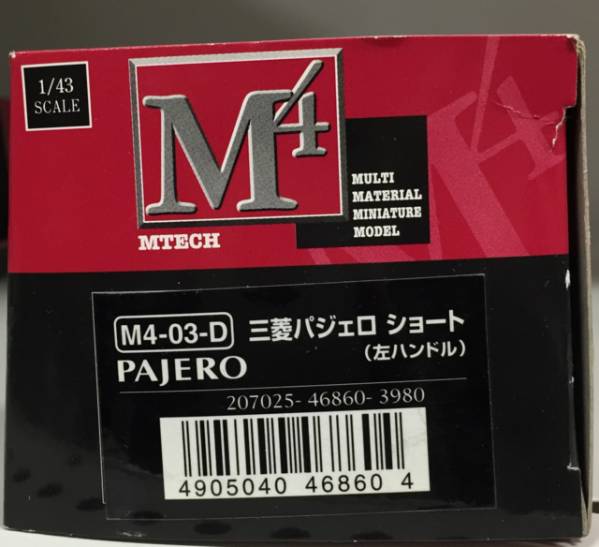 1/43
SCALE
M4
MTECH
MULTI
MATERIAL
MINIATURE
MODEL
M4
M4-03-D 三菱パジェロ ショート
(左ハンドル)
PAJERO
207025- 46860- 3980
4905040 46860 4